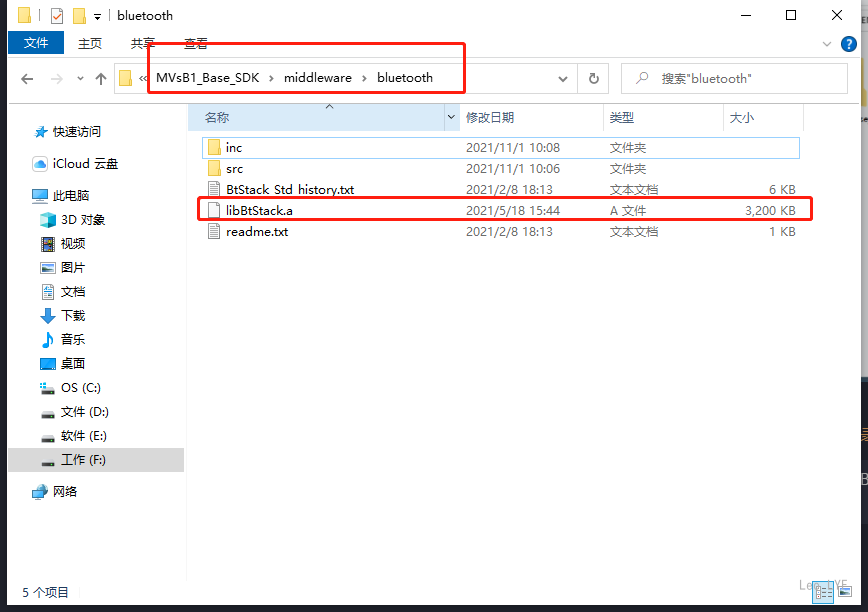 bluetooth
文件 主页 共享 查看
« MVsB1_Base_SDK › middleware › bluetooth 搜索"bluetooth"
名称 修改日期 类型 大小
快速访问
iCloud 云盘
此电脑
3D 对象
视频
图片
文档
下载
音乐
桌面
OS (C:)
文件 (D:)
软件 (E:)
工作 (F:)
网络
inc 2021/11/1 10:08 文件夹
src 2021/11/1 10:06 文件夹
BtStack_Std_history.txt 2021/2/8 18:13 文本文档 6 KB
libBtStack.a 2021/5/18 15:44 A 文件 3,200 KB
readme.txt 2021/2/8 18:13 文本文档 1 KB
5 个项目